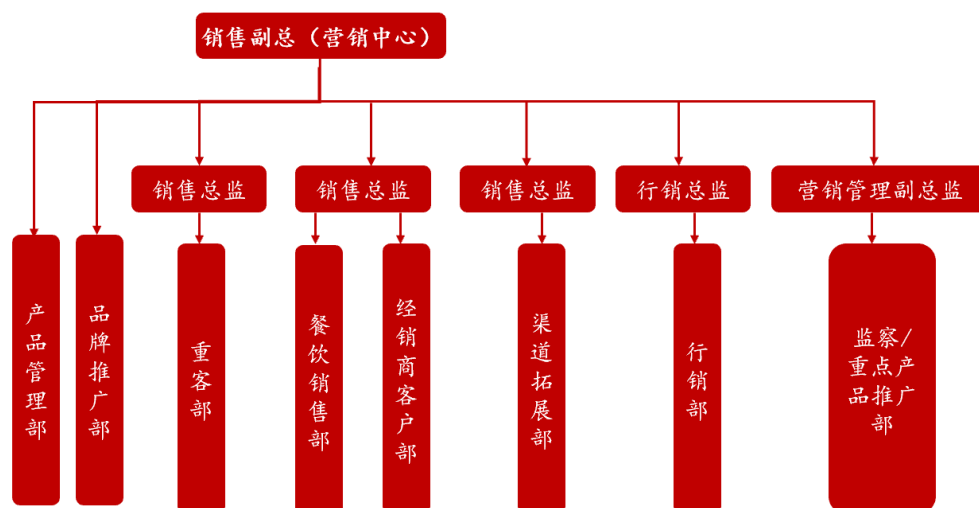 销售副总（营销中心）
销售总监
销售总监
销售总监
行销总监
营销管理副总监
产品管理部
品牌推广部
重客部
餐饮销售部
经销商客户部
渠道拓展部
行销部
监察/
重点产
品推广
部